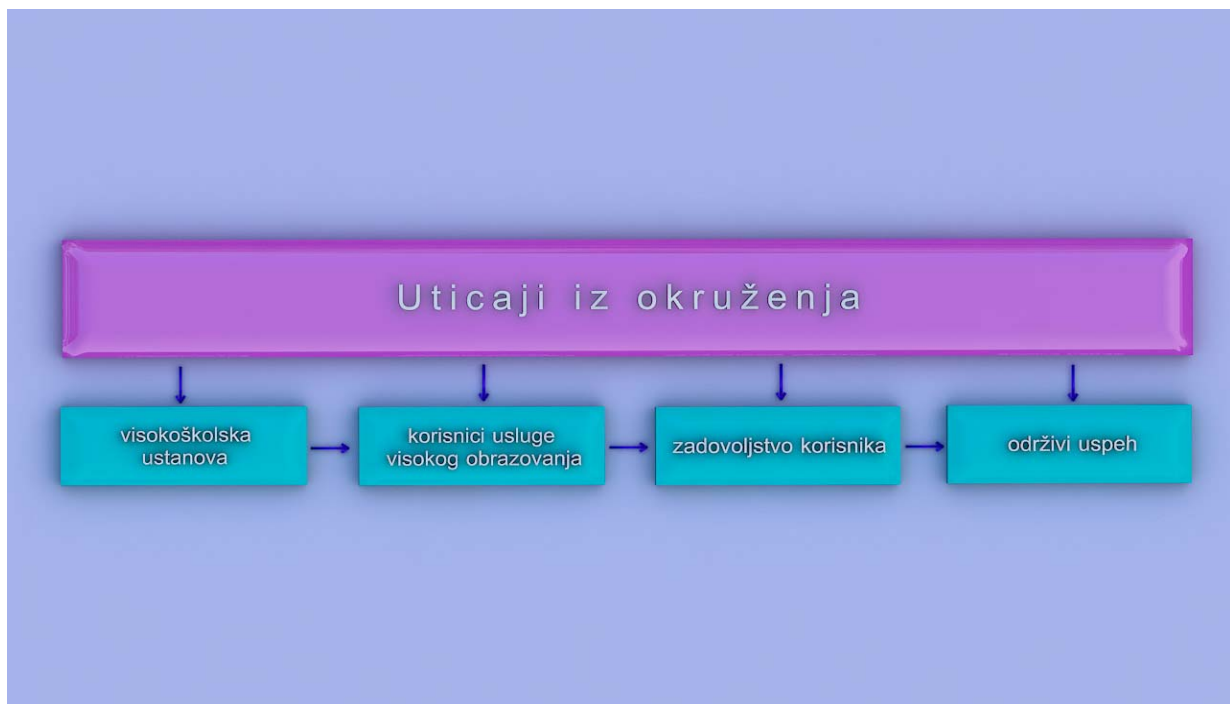 Uticaji iz okruženja
visokoškolska
ustanova
korisnici usluge
visokog obrazovanja
zadovoljstvo korisnika
održivi uspeh